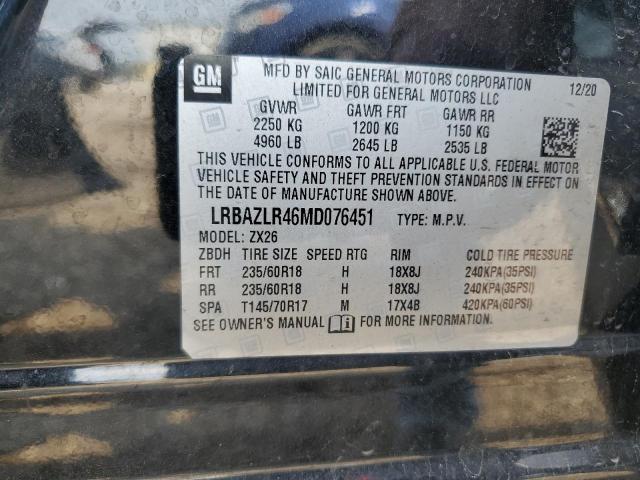 GM
MFD BY SAIC GENERAL MOTORS CORPORATION 12/20
LIMITED FOR GENERAL MOTORS LLC
GVWR GAWR FRT GAWR RR
2250 KG 1200 KG 1150 KG
4960 LB 2645 LB 2535 LB
THIS VEHICLE CONFORMS TO ALL APPLICABLE U.S. FEDERAL MOTOR
VEHICLE SAFETY AND THEFT PREVENTION STANDARDS IN EFFECT ON
THE DATE OF MANUFACTURE SHOWN ABOVE.
LRBAZLR46MD076451 TYPE: M.P.V.
MODEL: ZX26
ZBDH TIRE SIZE SPEED RTG RIM COLD TIRE PRESSURE
FRT 235/60R18 H 18X8J 240KPA(35PSI)
RR 235/60R18 H 18X8J 240KPA(35PSI)
SPA T145/70R17 M 17X4B 420KPA(60PSI)
SEE OWNER'S MANUAL FOR MORE INFORMATION.